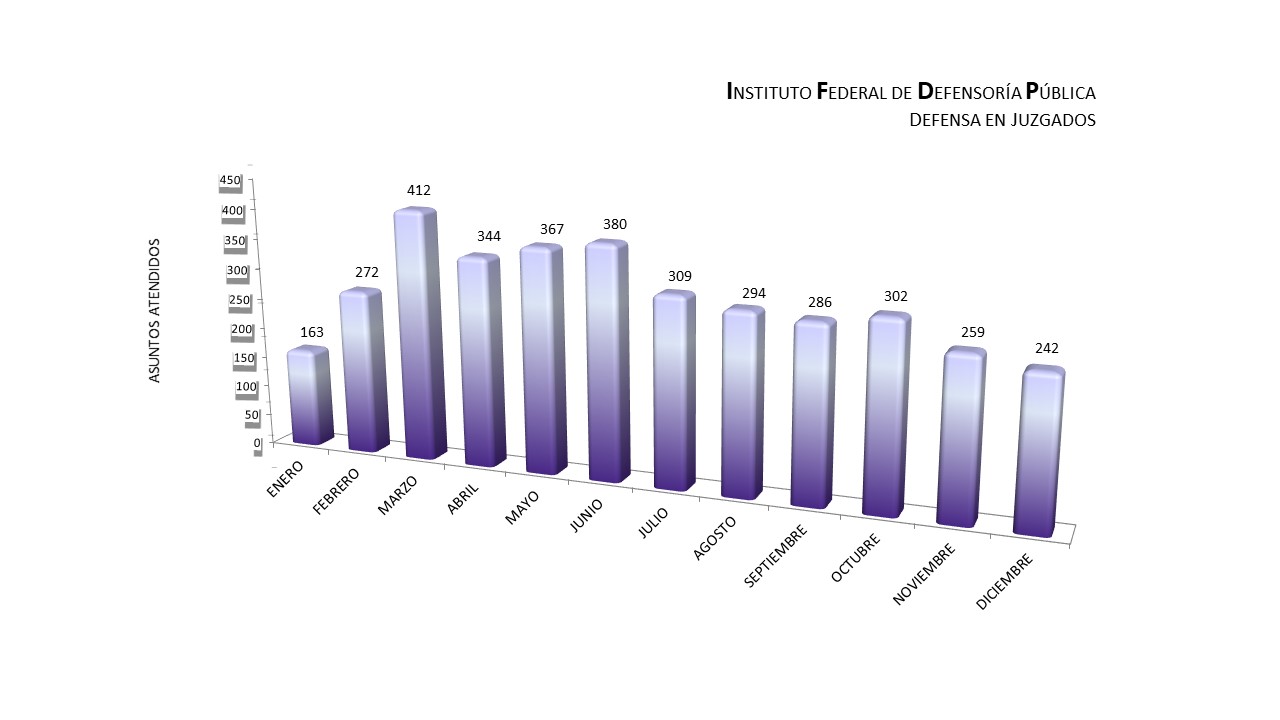 INSTITUTO FEDERAL DE DEFENSORÍA PÚBLICA
DEFENSA EN JUZGADOS
ASUNTOS ATENDIDOS
450
400
350
300
250
200
150
100
50
0
163
272
412
344
367
380
309
294
286
302
259
242
ENERO
FEBRERO
MARZO
ABRIL
MAYO
JUNIO
JULIO
AGOSTO
SEPTIEMBRE
OCTUBRE
NOVIEMBRE
DICIEMBRE